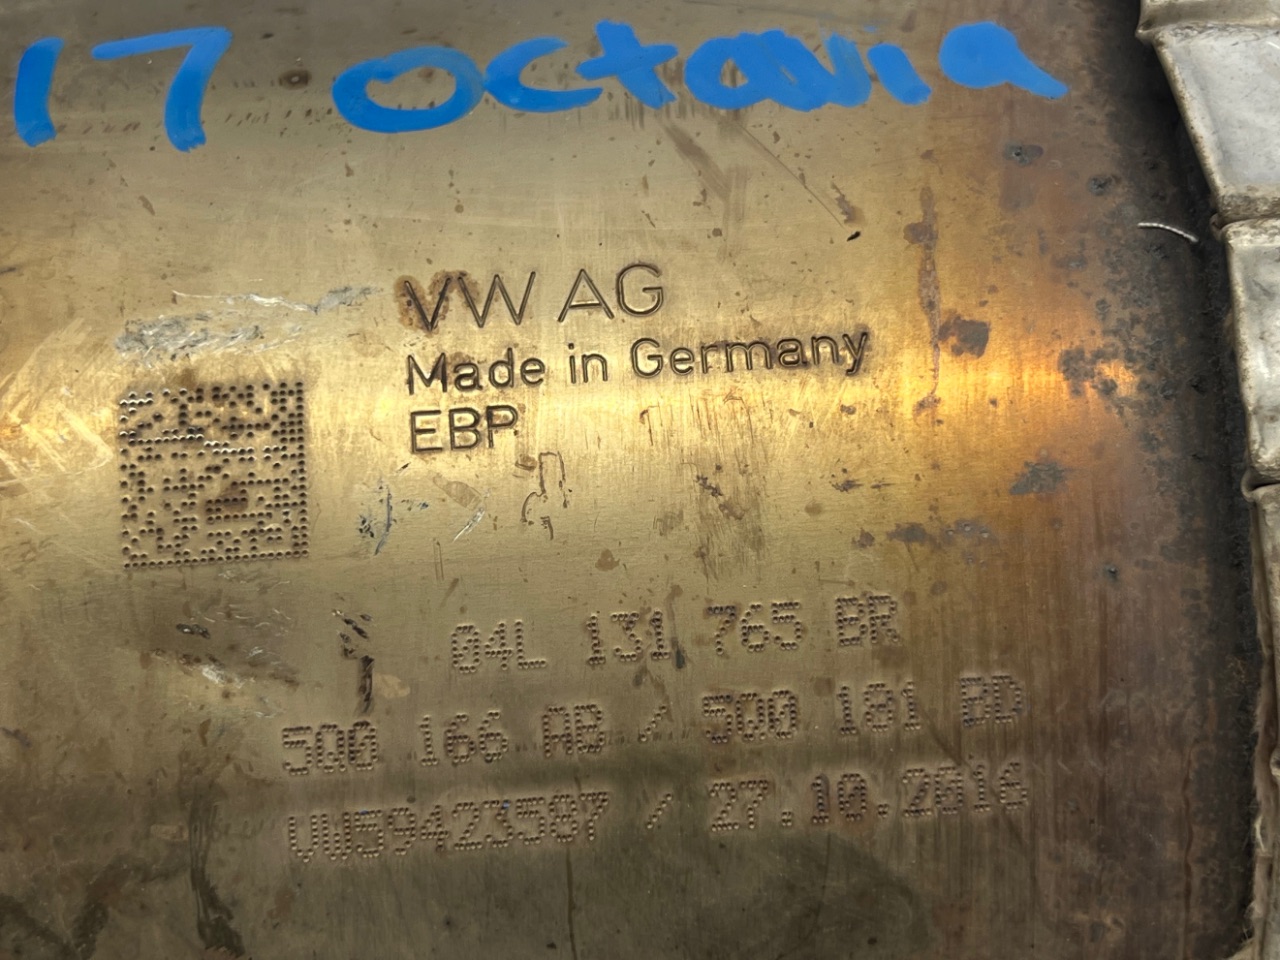 17 octavia
VW AG
Made in Germany
EBP
04L 131 765 BR
5Q0 166 AB / 5Q0 181 BD
VW59423587 / 27.10.2016